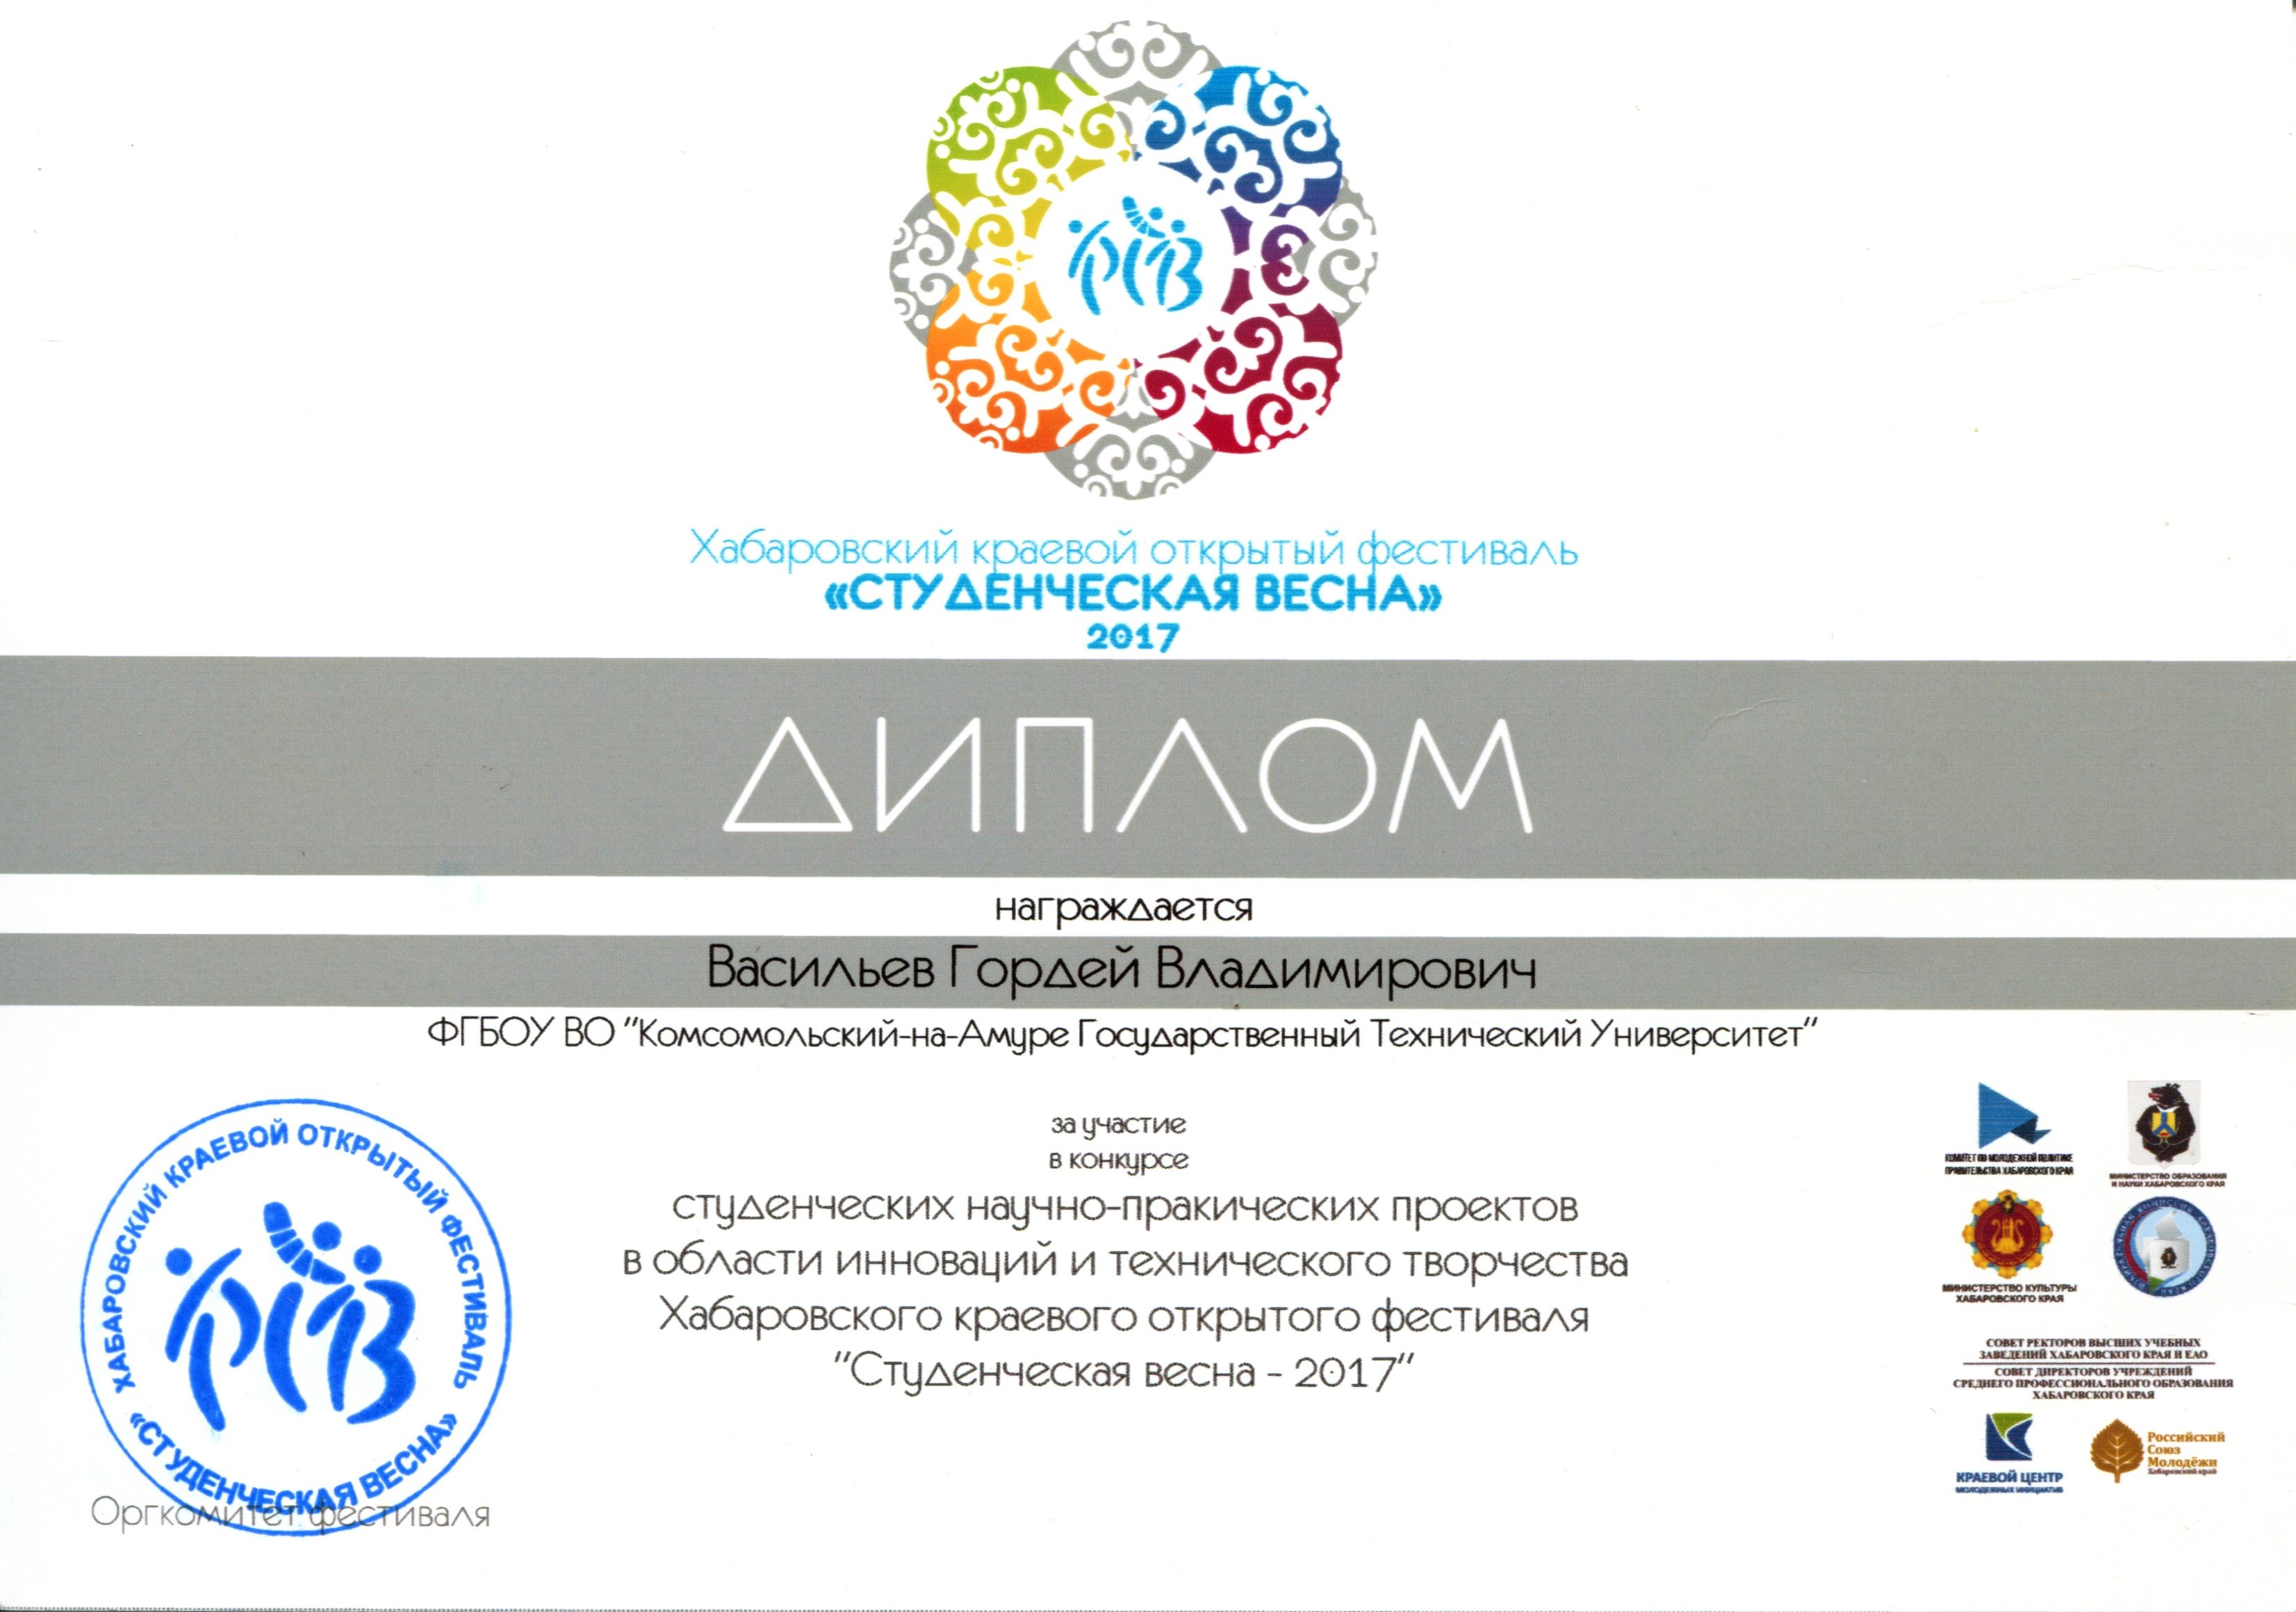 Хабаровский краевой открытый фестиваль
«СТУДЕНЧЕСКАЯ ВЕСНА»
2017
ДИПЛОМ
награждается
Васильев Гордей Владимирович
ФГБОУ ВО "Комсомольский-на-Амуре Государственный Технический Университет"
за участие
в конкурсе
студенческих научно-пракических проектов
в области инноваций и технического творчества
Хабаровского краевого открытого фестиваля
"Студенческая весна - 2017"
ХАБАРОВСКИЙ КРАЕВОЙ ОТКРЫТЫЙ ФЕСТИВАЛЬ
«СТУДЕНЧЕСКАЯ ВЕСНА»
Оргкомитет фестиваля
КОМИТЕТ ПО МОЛОДЕЖНОЙ ПОЛИТИКЕ
ПРАВИТЕЛЬСТВА ХАБАРОВСКОГО КРАЯ
МИНИСТЕРСТВО ОБРАЗОВАНИЯ
И НАУКИ ХАБАРОВСКОГО КРАЯ
МИНИСТЕРСТВО КУЛЬТУРЫ
ХАБАРОВСКОГО КРАЯ
СОВЕТ РЕКТОРОВ ВЫСШИХ УЧЕБНЫХ
ЗАВЕДЕНИЙ ХАБАРОВСКОГО КРАЯ И ЕАО
СОВЕТ ДИРЕКТОРОВ УЧРЕЖДЕНИЙ
СРЕДНЕГО ПРОФЕССИОНАЛЬНОГО ОБРАЗОВАНИЯ
ХАБАРОВСКОГО КРАЯ
КРАЕВОЙ ЦЕНТР
МОЛОДЕЖНЫХ ИНИЦИАТИВ
Российский
Союз
Молодёжи
Хабаровский край